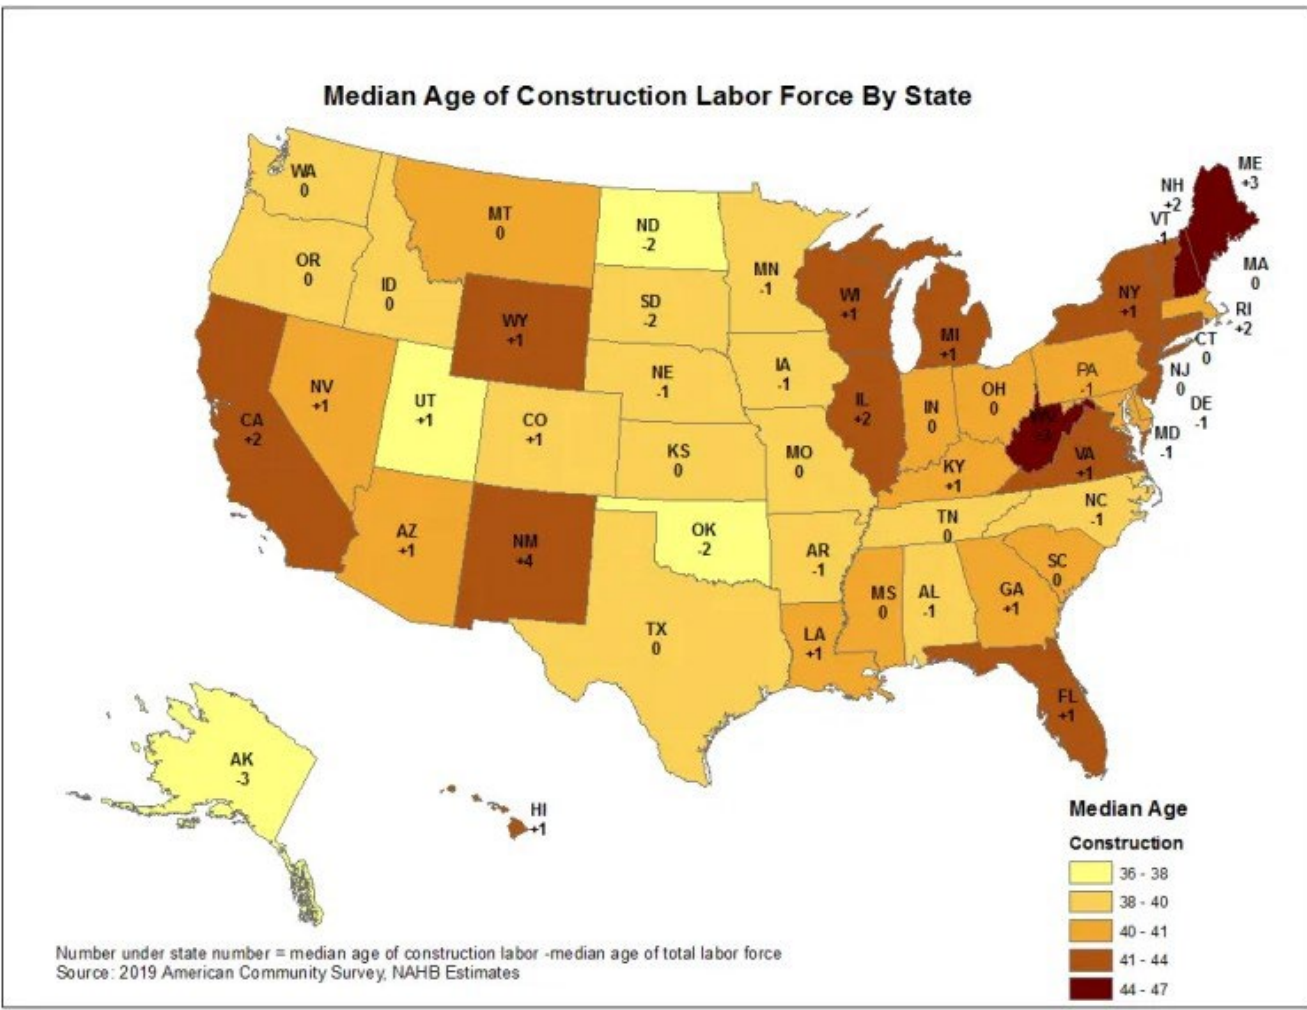 Median Age of Construction Labor Force By State
WA
0
MT
0
ND
-2
MN
-1
OR
0
ID
0
SD
-2
WY
+1
WI
+1
MI
+1
NY
+1
VT
-1
NH
+2
ME
+3
MA
0
RI
+2
CT
0
NJ
0
DE
-1
MD
-1
PA
-1
OH
0
IN
0
IL
+2
IA
-1
NE
-1
NV
+1
UT
+1
CO
+1
CA
+2
KS
0
MO
0
KY
+1
VA
+1
NC
-1
TN
0
AZ
+1
NM
+4
OK
-2
AR
-1
SC
0
GA
+1
AL
-1
MS
0
LA
+1
TX
0
FL
+1
AK
-3
HI
+1
Median Age
Construction
36 - 38
38 - 40
40 - 41
41 - 44
44 - 47
Number under state number = median age of construction labor -median age of total labor force
Source: 2019 American Community Survey, NAHB Estimates